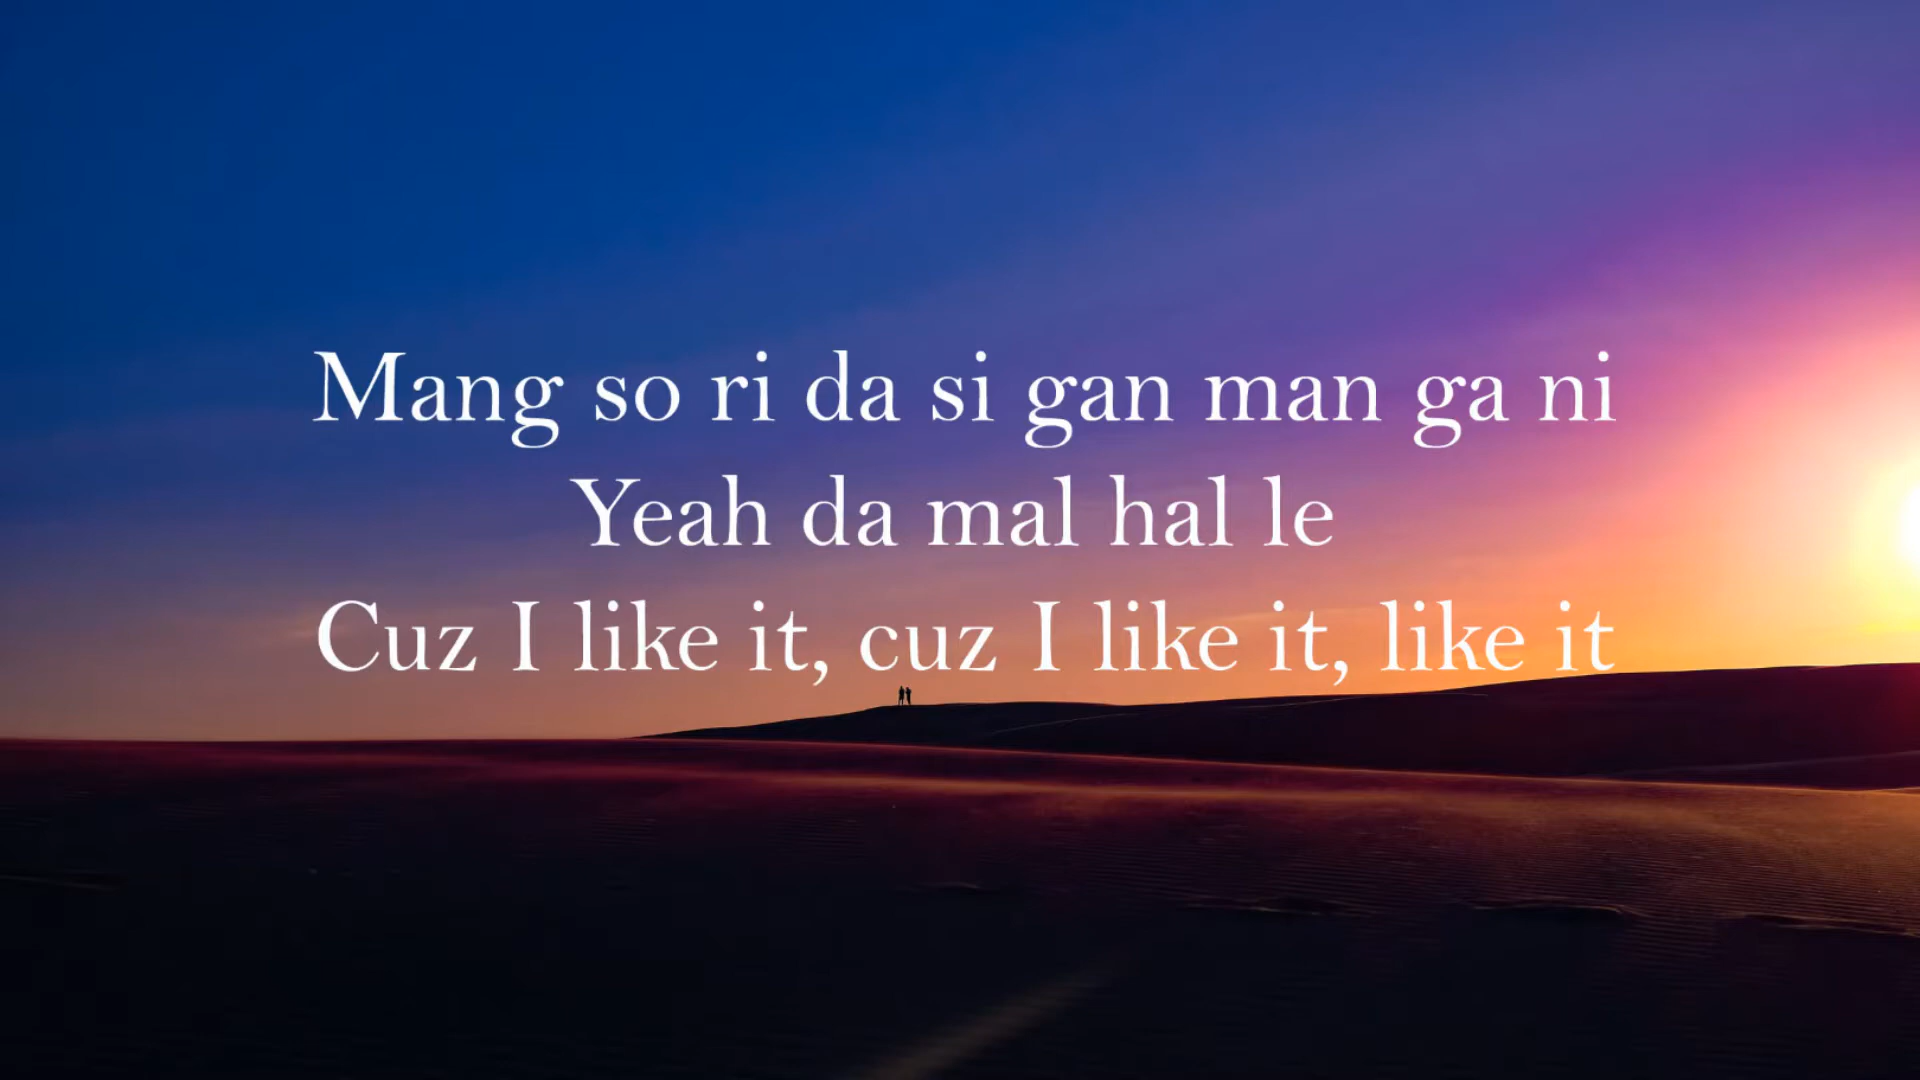 Mang so ri da si gan man ga ni
Yeah da mal hal le
Cuz I like it, cuz I like it, like it